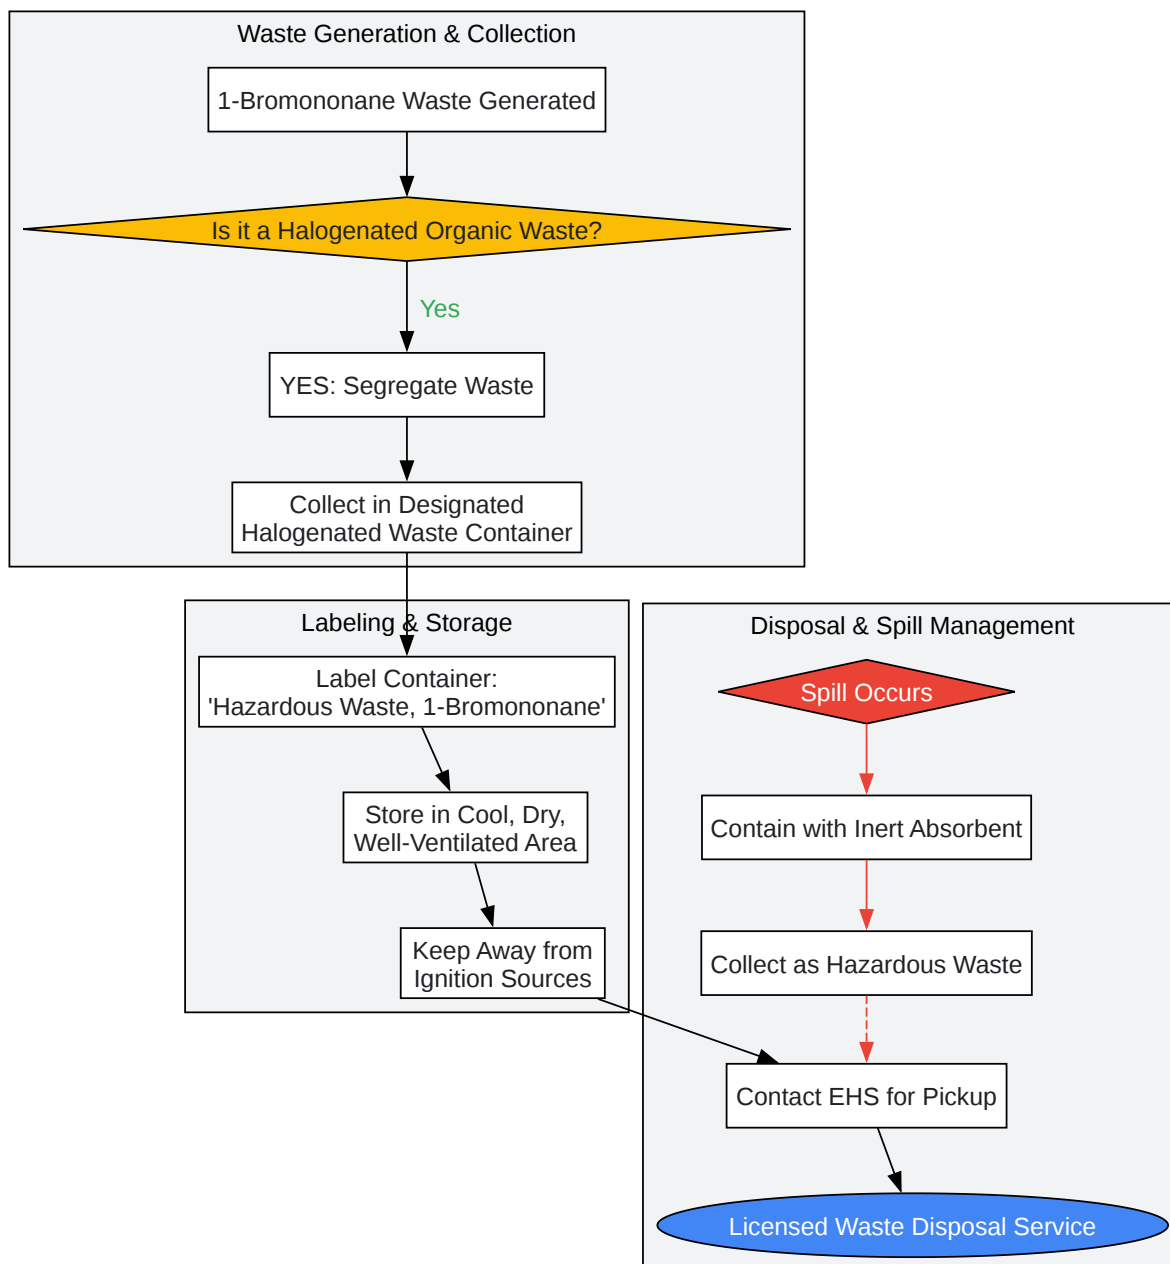 Waste Generation & Collection
1-Bromononane Waste Generated
Is it a Halogenated Organic Waste?
Yes
YES: Segregate Waste
Collect in Designated
Halogenated Waste Container
Labeling & Storage
Label Container:
'Hazardous Waste, 1-Bromononane'
Store in Cool, Dry,
Well-Ventilated Area
Keep Away from
Ignition Sources
Disposal & Spill Management
Spill Occurs
Contain with Inert Absorbent
Collect as Hazardous Waste
Contact EHS for Pickup
Licensed Waste Disposal Service